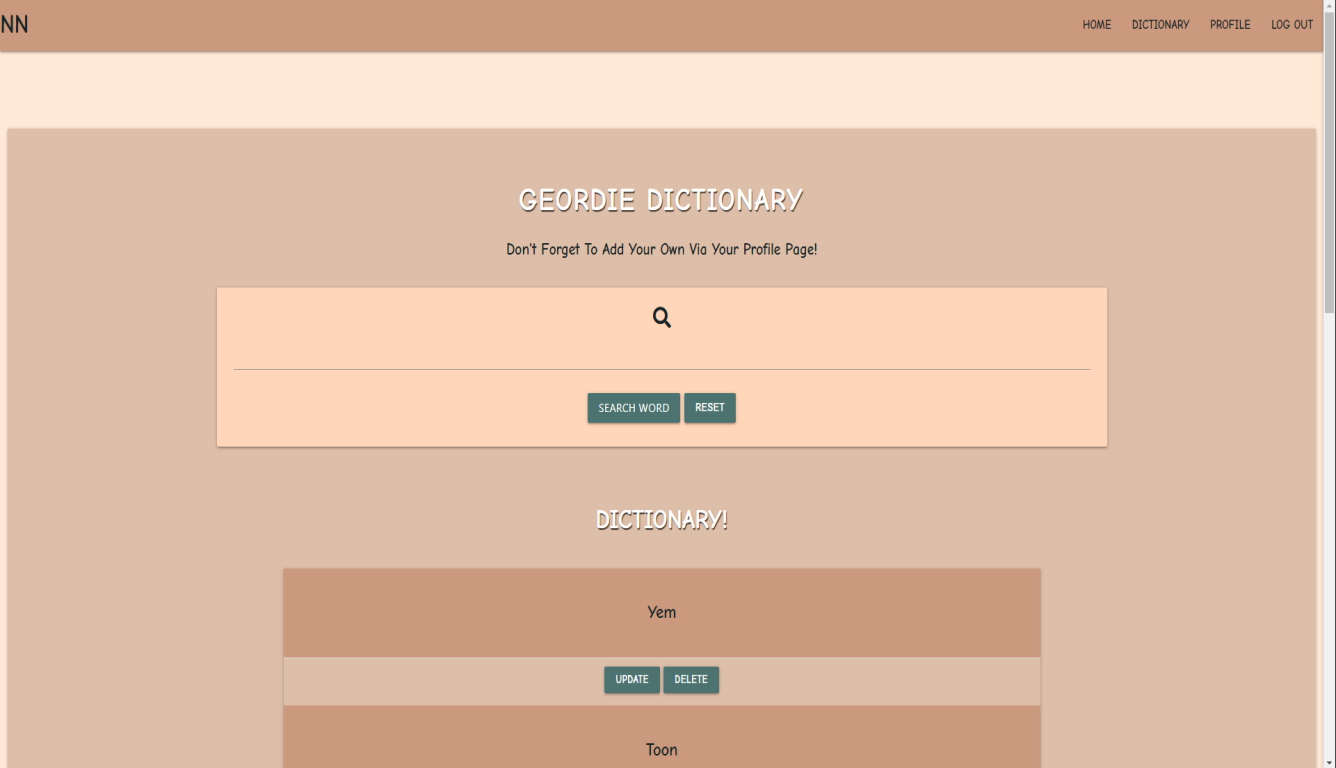 NN
HOME DICTIONARY PROFILE LOG OUT
GEORDIE DICTIONARY
Don't Forget To Add Your Own Via Your Profile Page!
SEARCH WORD RESET
DICTIONARY!
Yem
UPDATE DELETE
Toon